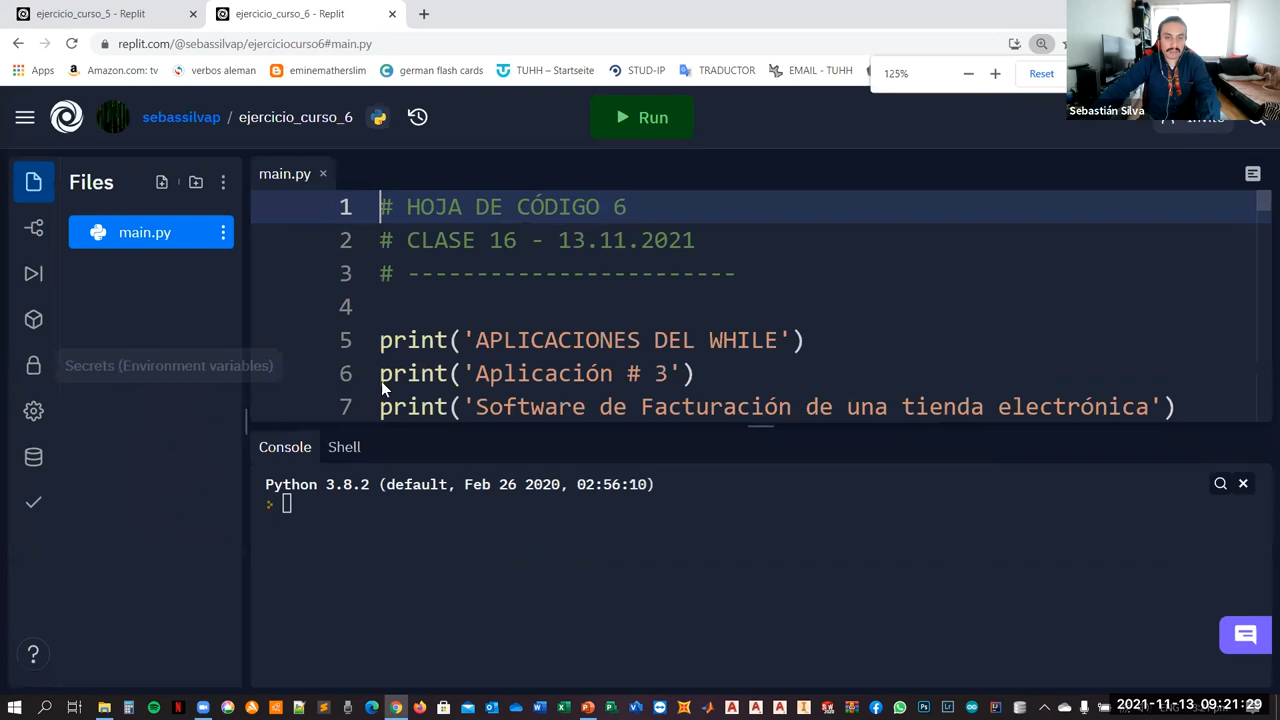 ejercicio_curso_5 - Replit
ejercicio_curso_6 - Replit
replit.com/@sebassilvap/ejerciciocurso6#main.py
Apps
Amazon.com: tv
verbos aleman
eminematherslim
german flash cards
TUHH – Startseite
STUD-IP
TRADUCTOR
EMAIL - TUHH
125%
Reset
Sebastián Silva
sebassilvap / ejercicio_curso_6
Run
Invite
Files
main.py
main.py
1 # HOJA DE CÓDIGO 6
2 # CLASE 16 - 13.11.2021
3 # ------------------------
4
5 print('APLICACIONES DEL WHILE')
6 print('Aplicación # 3')
7 print('Software de Facturación de una tienda electrónica')
Secrets (Environment variables)
Console
Shell
Python 3.8.2 (default, Feb 26 2020, 02:56:10)
2021-11-13 09:21:29